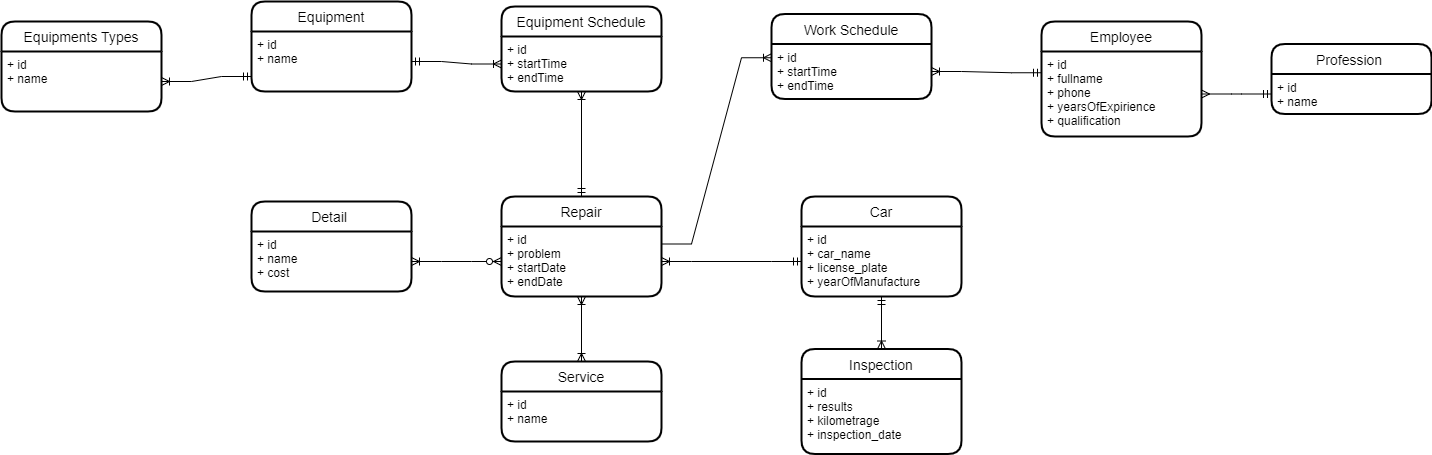 Equipments Types
+ id
+ name
Equipment
+ id
+ name
Equipment Schedule
+ id
+ startTime
+ endTime
Work Schedule
+ id
+ startTime
+ endTime
Employee
+ id
+ fullname
+ phone
+ yearsOfExpirience
+ qualification
Profession
+ id
+ name
Detail
+ id
+ name
+ cost
Repair
+ id
+ problem
+ startDate
+ endDate
Car
+ id
+ car_name
+ license_plate
+ yearOfManufacture
Service
+ id
+ name
Inspection
+ id
+ results
+ kilometrage
+ inspection_date